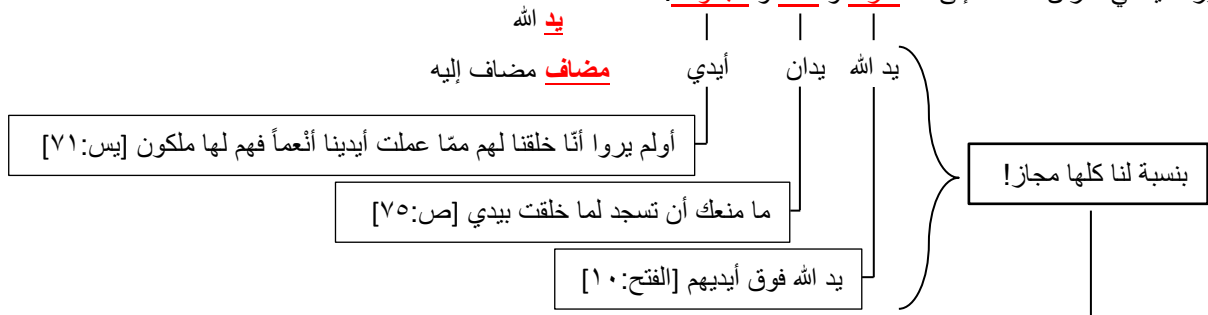 يد الله
مضاف مضاف إليه
يد الله
يدان
أيدي
أولم يروا أنّا خلقنا لهم ممّا عملت أيدينا أنْعماً فهم لها ملكون [يس:٧١]
بنسبة لنا كلها مجاز!
ما منعك أن تسجد لما خلقت بيدي [ص:٧٥]
يد الله فوق أيديهم [الفتح:١٠]